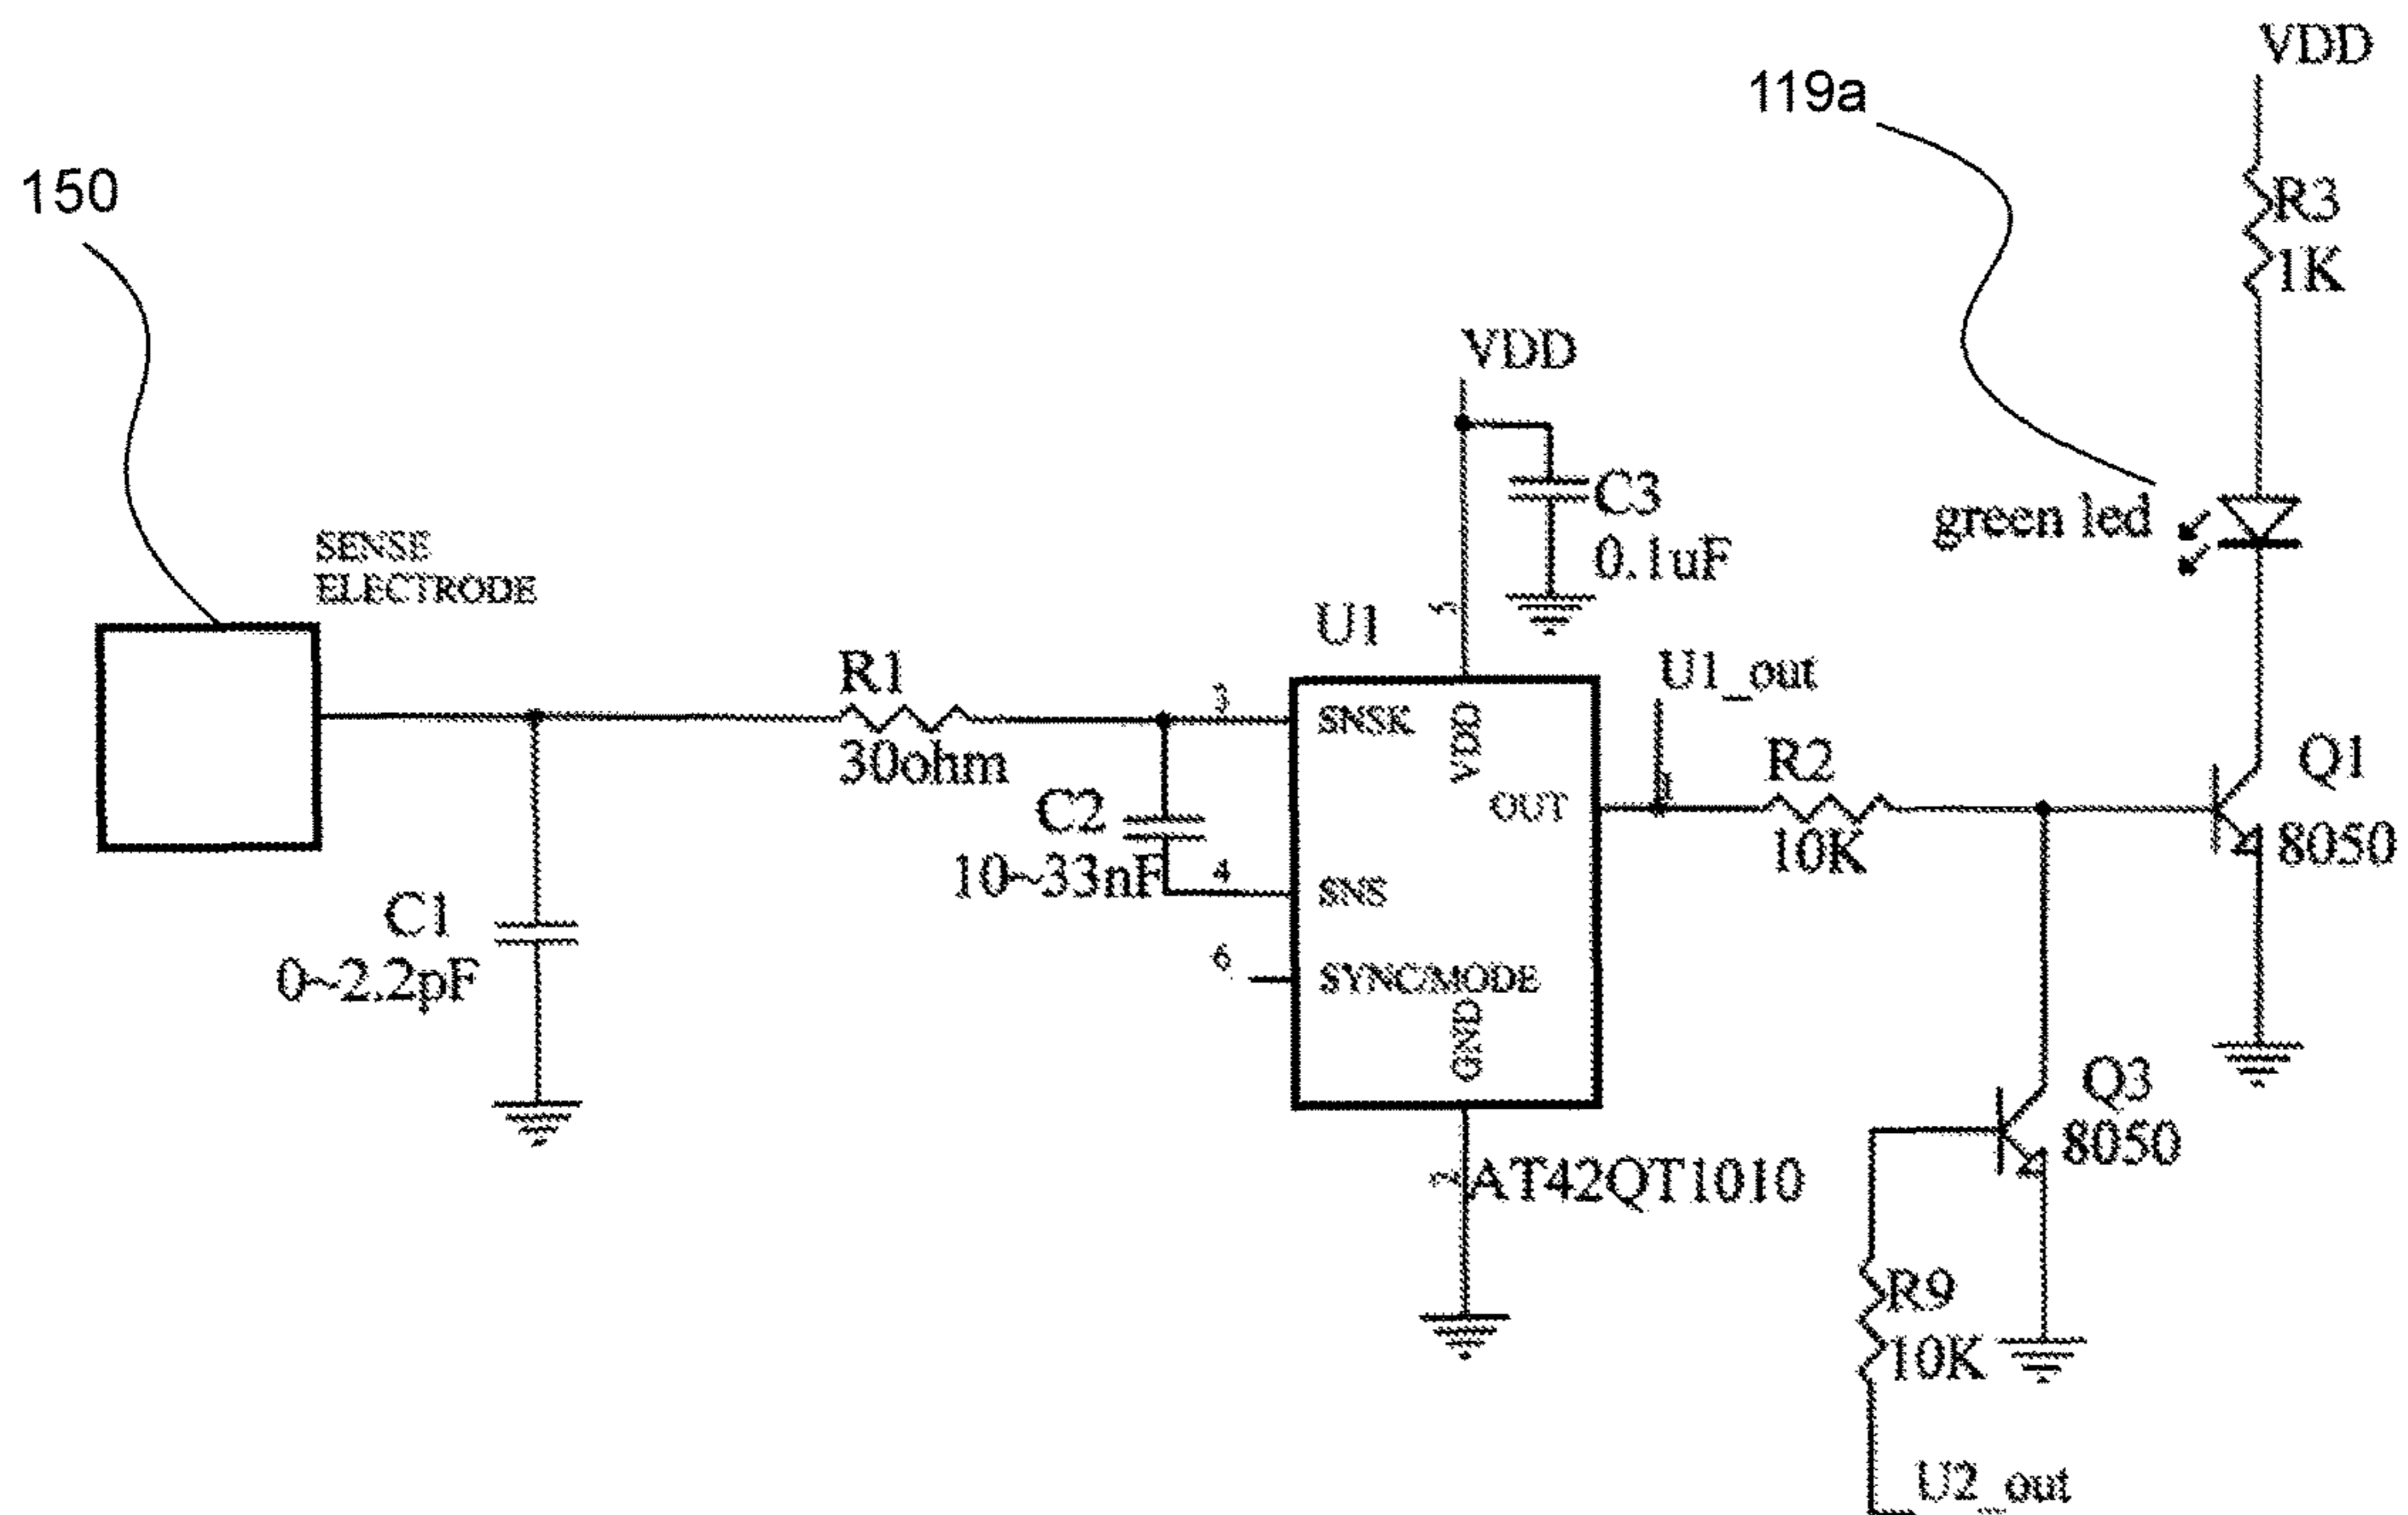 VDD
119a
150
R3
1K
VDD
C3
0.1uF
green led
SENSE
ELECTRODE
5
U1
U1_out
R1
30ohm
3
SNSK
VDD
R2
10K
Q1
8050
OUT
C2
10~33nF
4
SNS
C1
0~2.2pF
6
SYNC/MODE
GND
Q3
8050
2
AT42QT1010
R9
10K
U2_out